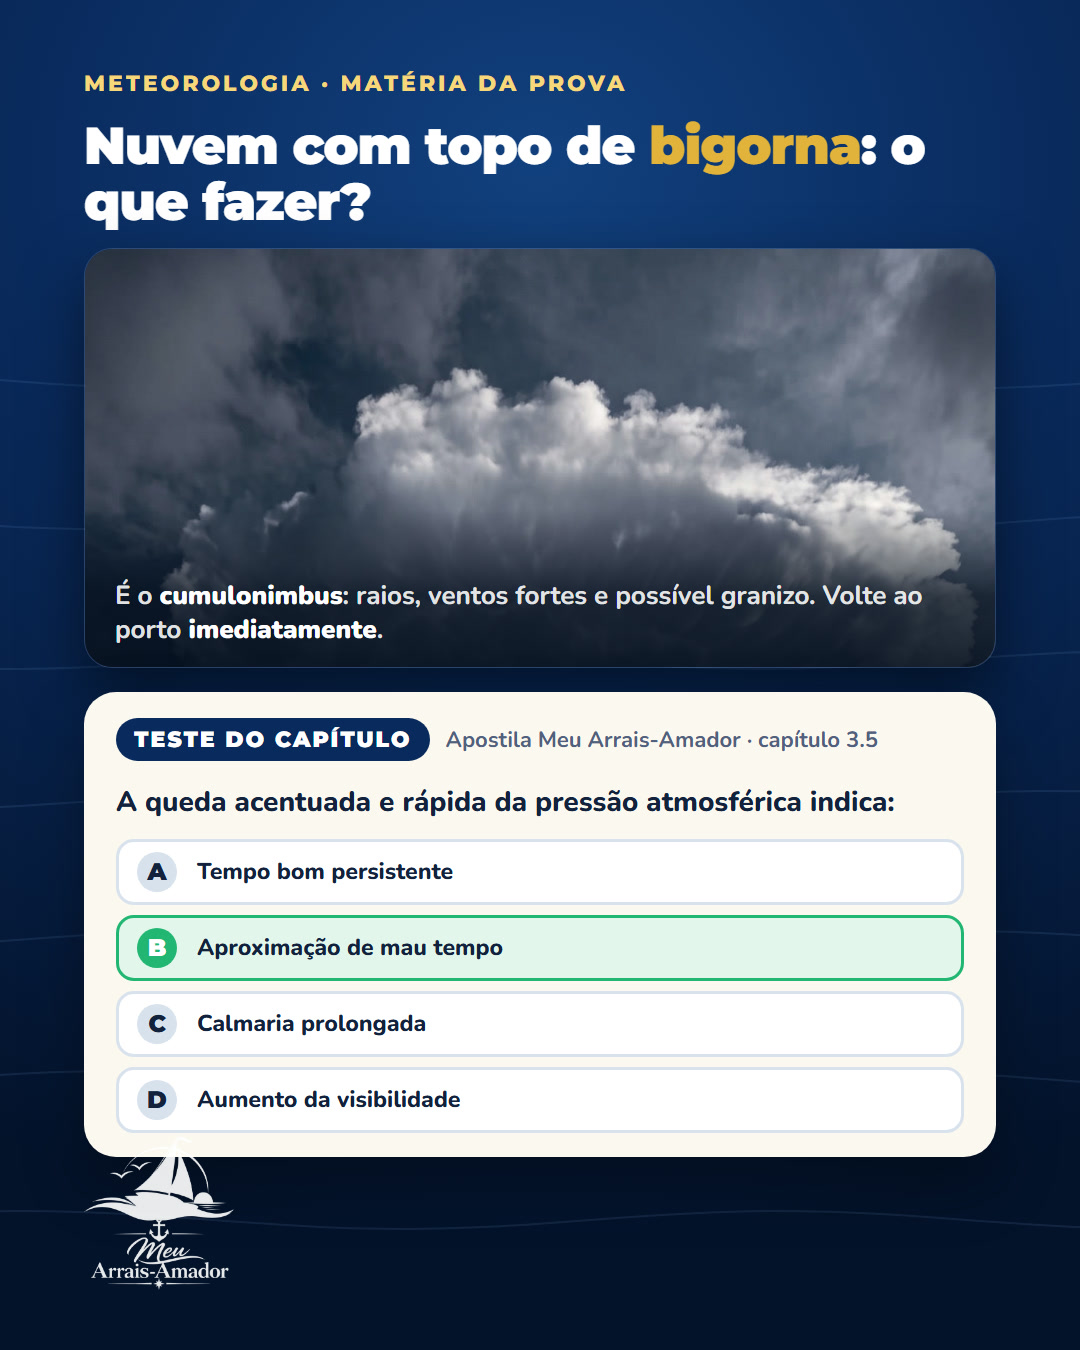 METEOROLOGIA · MATÉRIA DA PROVA
Nuvem com topo de bigorna: o
que fazer?
É o cumulonimbus: raios, ventos fortes e possível granizo. Volte ao
porto imediatamente.
TESTE DO CAPÍTULO Apostila Meu Arrais-Amador · capítulo 3.5
A queda acentuada e rápida da pressão atmosférica indica:
A Tempo bom persistente
B Aproximação de mau tempo
C Calmaria prolongada
D Aumento da visibilidade
Meu
Arrais-Amador